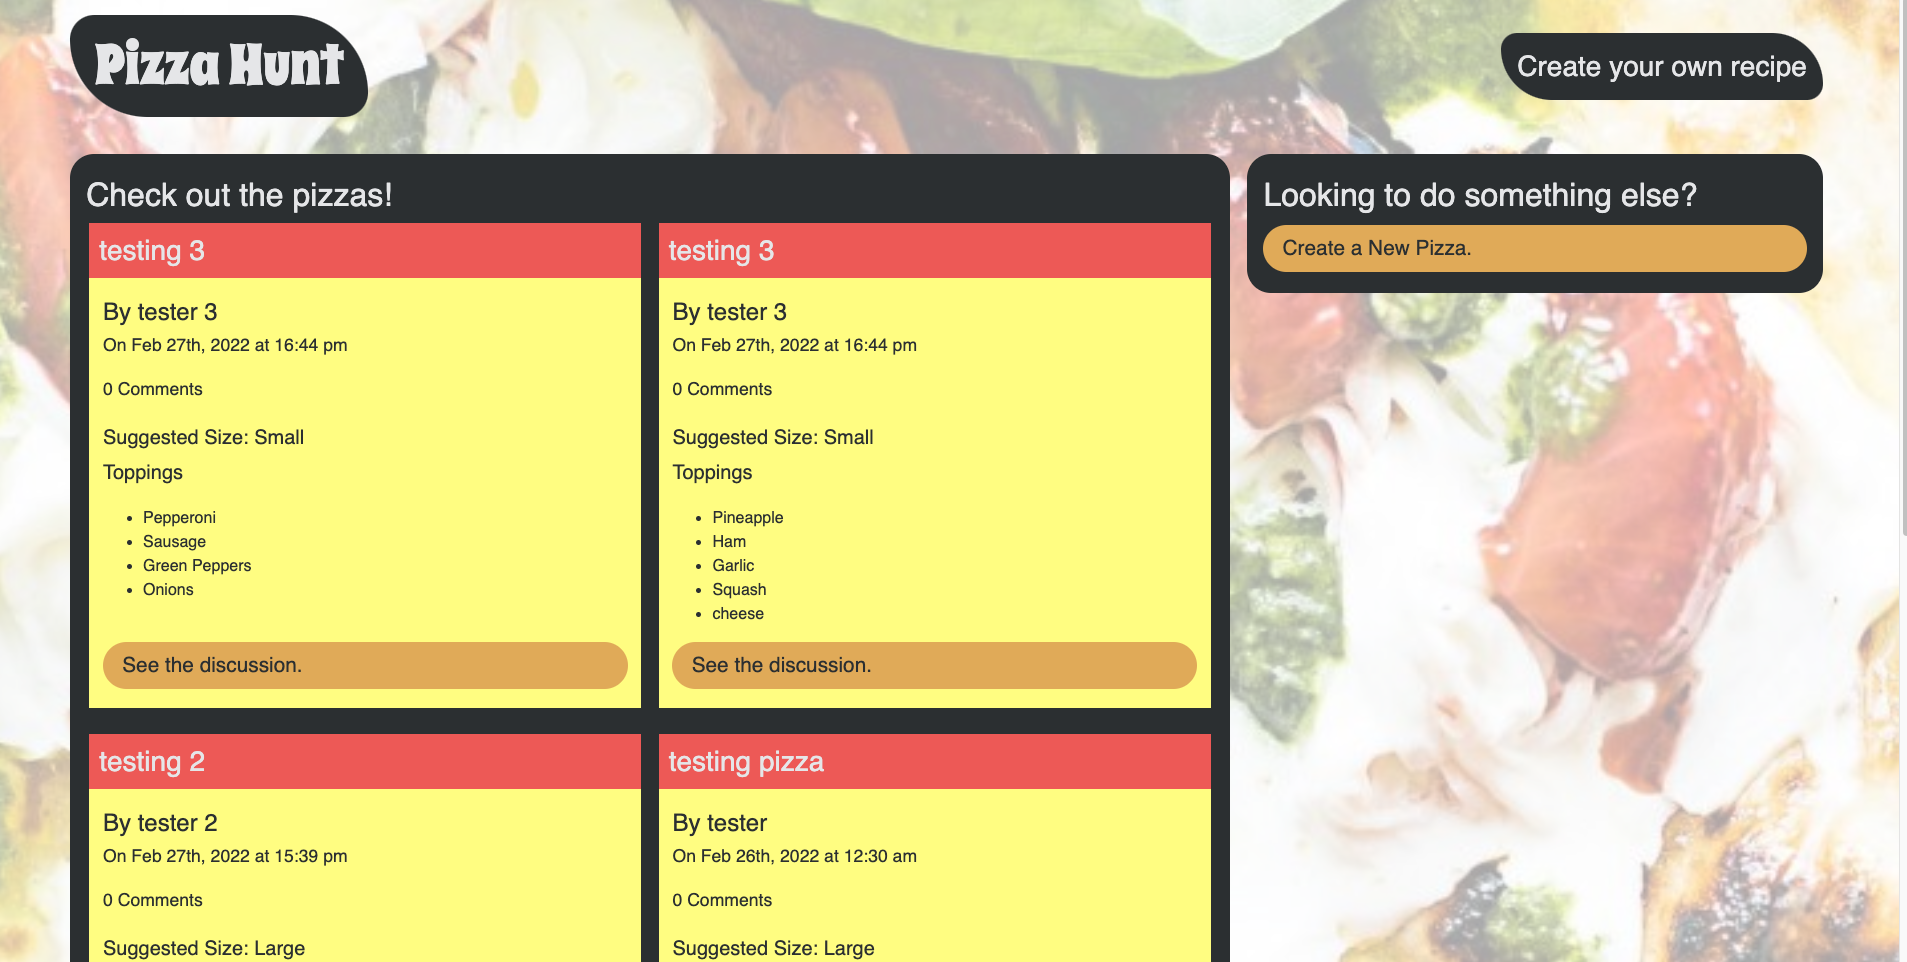 Pizza Hunt
Create your own recipe
Check out the pizzas!
testing 3
By tester 3
On Feb 27th, 2022 at 16:44 pm
0 Comments
Suggested Size: Small
Toppings
Pepperoni
Sausage
Green Peppers
Onions
See the discussion.
testing 3
By tester 3
On Feb 27th, 2022 at 16:44 pm
0 Comments
Suggested Size: Small
Toppings
Pineapple
Ham
Garlic
Squash
cheese
See the discussion.
testing 2
By tester 2
On Feb 27th, 2022 at 15:39 pm
0 Comments
Suggested Size: Large
testing pizza
By tester
On Feb 26th, 2022 at 12:30 am
0 Comments
Suggested Size: Large
Looking to do something else?
Create a New Pizza.